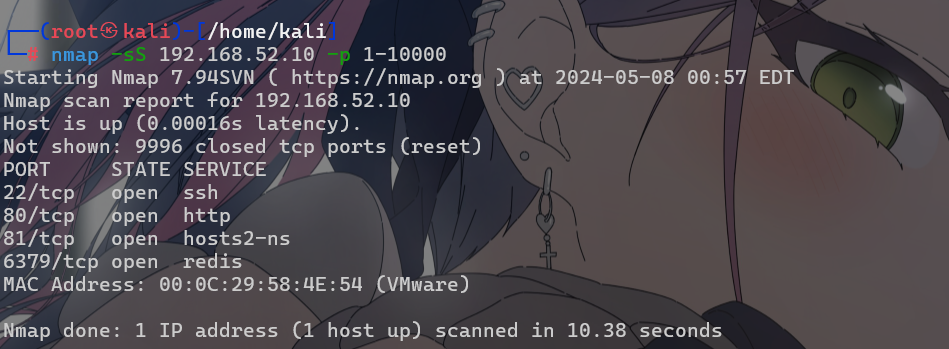 ┌──(root㉿kali)-[/home/kali]
└─# nmap -sS 192.168.52.10 -p 1-10000
Starting Nmap 7.94SVN ( https://nmap.org ) at 2024-05-08 00:57 EDT
Nmap scan report for 192.168.52.10
Host is up (0.00016s latency).
Not shown: 9996 closed tcp ports (reset)
PORT     STATE SERVICE
22/tcp   open  ssh
80/tcp   open  http
81/tcp   open  hosts2-ns
6379/tcp open  redis
MAC Address: 00:0C:29:58:4E:54 (VMware)
Nmap done: 1 IP address (1 host up) scanned in 10.38 seconds